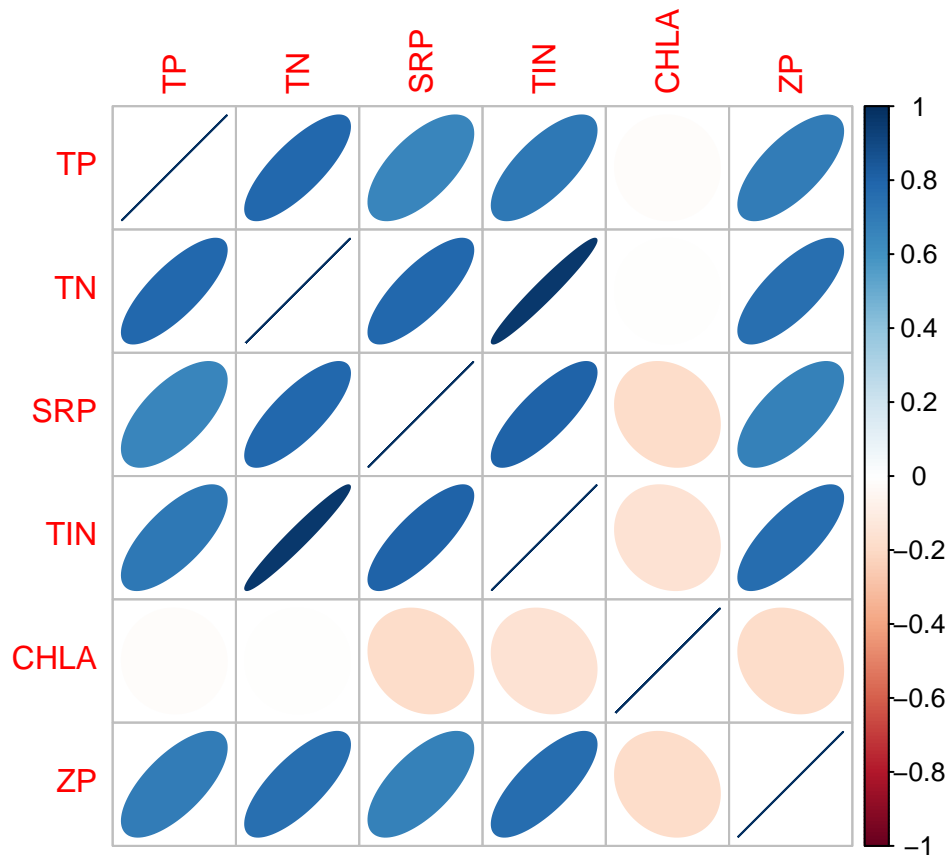 TP
TN
SRP
TIN
CHLA
ZP
TP
TN
SRP
TIN
CHLA
ZP
1
0.8
0.6
0.4
0.2
0
−0.2
−0.4
−0.6
−0.8
−1